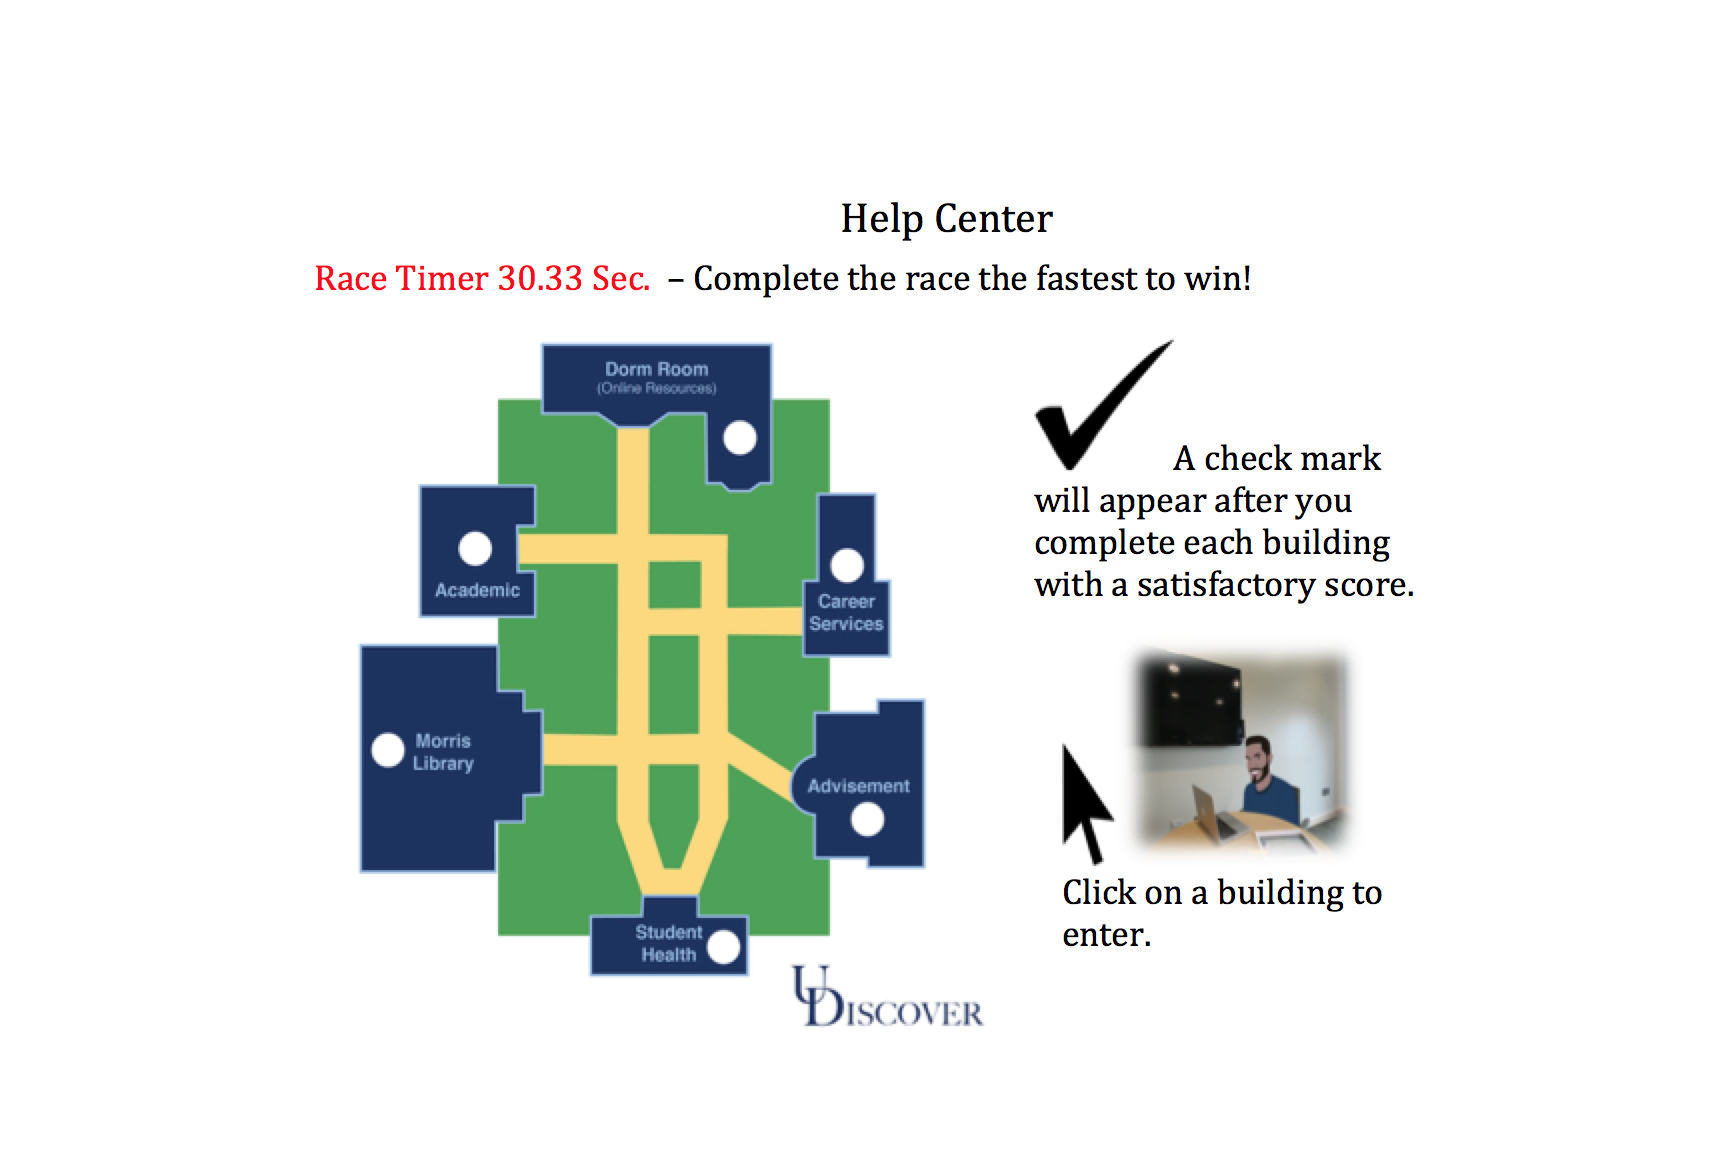 Help Center
Race Timer 30.33 Sec. – Complete the race the fastest to win!
Dorm Room
(Online Resources)
Academic
Career
Services
Morris
Library
Advisement
Student
Health
UDISCOVER
A check mark
will appear after you
complete each building
with a satisfactory score.
Click on a building to
enter.